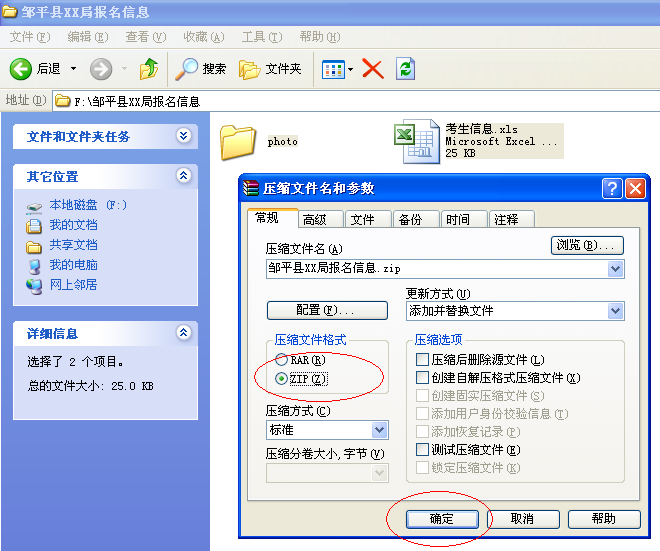 邹平县XX局报名信息
文件(F) 编辑(E) 查看(V) 收藏(A) 工具(T) 帮助(H)
后退 搜索 文件夹
地址(D) F:\邹平县XX局报名信息
文件和文件夹任务
其它位置
本地磁盘 (F:)
我的文档
共享文档
我的电脑
网上邻居
详细信息
选择了 2 个项目。
总的文件大小: 25.0 KB
photo
考生信息.xls
Microsoft Excel ...
25 KB
压缩文件名和参数
常规 高级 文件 备份 时间 注释
压缩文件名(A)
浏览(B)...
邹平县XX局报名信息.zip
配置(F)...
更新方式(U)
添加并替换文件
压缩文件格式
RAR(R)
ZIP(Z)
压缩方式(C)
标准
压缩分卷大小,字节(V)
压缩选项
压缩后删除源文件(L)
创建自解压格式压缩文件(X)
创建固实压缩文件(S)
添加用户身份校验信息(T)
添加恢复记录(P)
测试压缩文件(E)
锁定压缩文件(K)
确定 取消 帮助